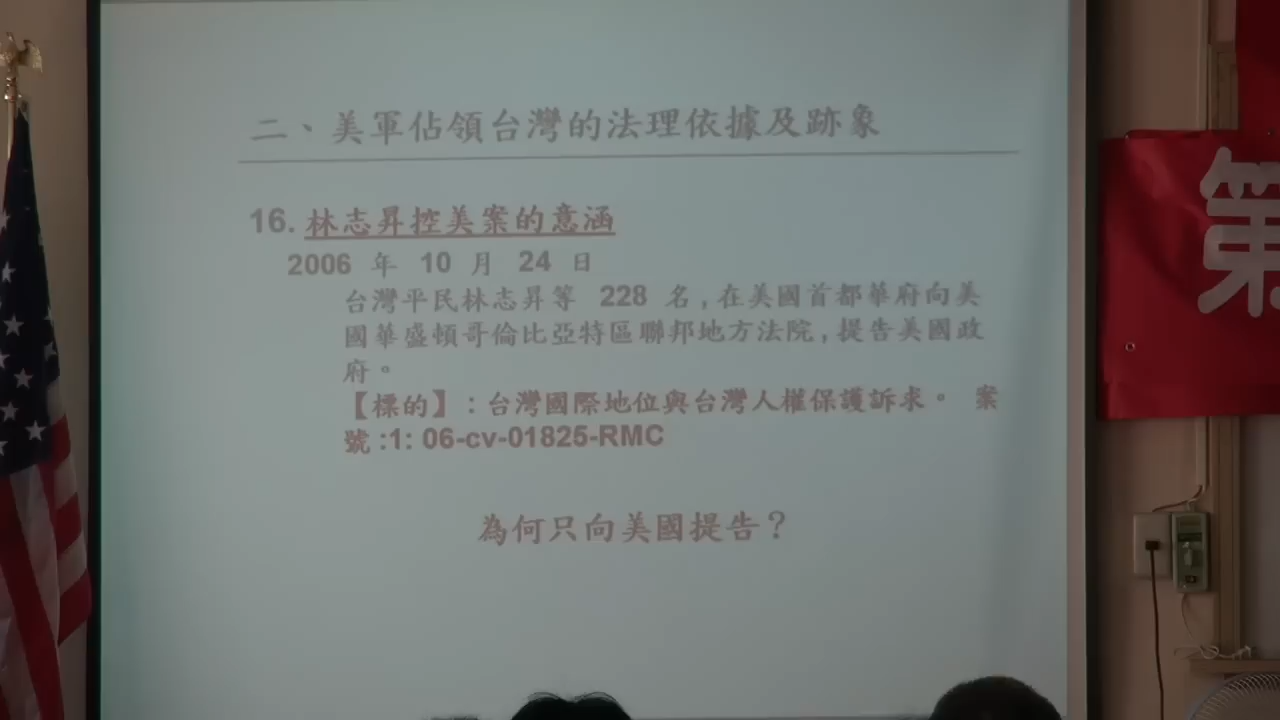 二、美軍佔領台灣的法理依據及跡象
16. 林志昇控美案的意涵
2006 年 10 月 24 日
台灣平民林志昇等 228 名,在美國首都華府向美
國華盛頓哥倫比亞特區聯邦地方法院,提告美國政
府。
【標的】:台灣國際地位與台灣人權保護訴求。 案
號:1: 06-cv-01825-RMC
為何只向美國提告?
第